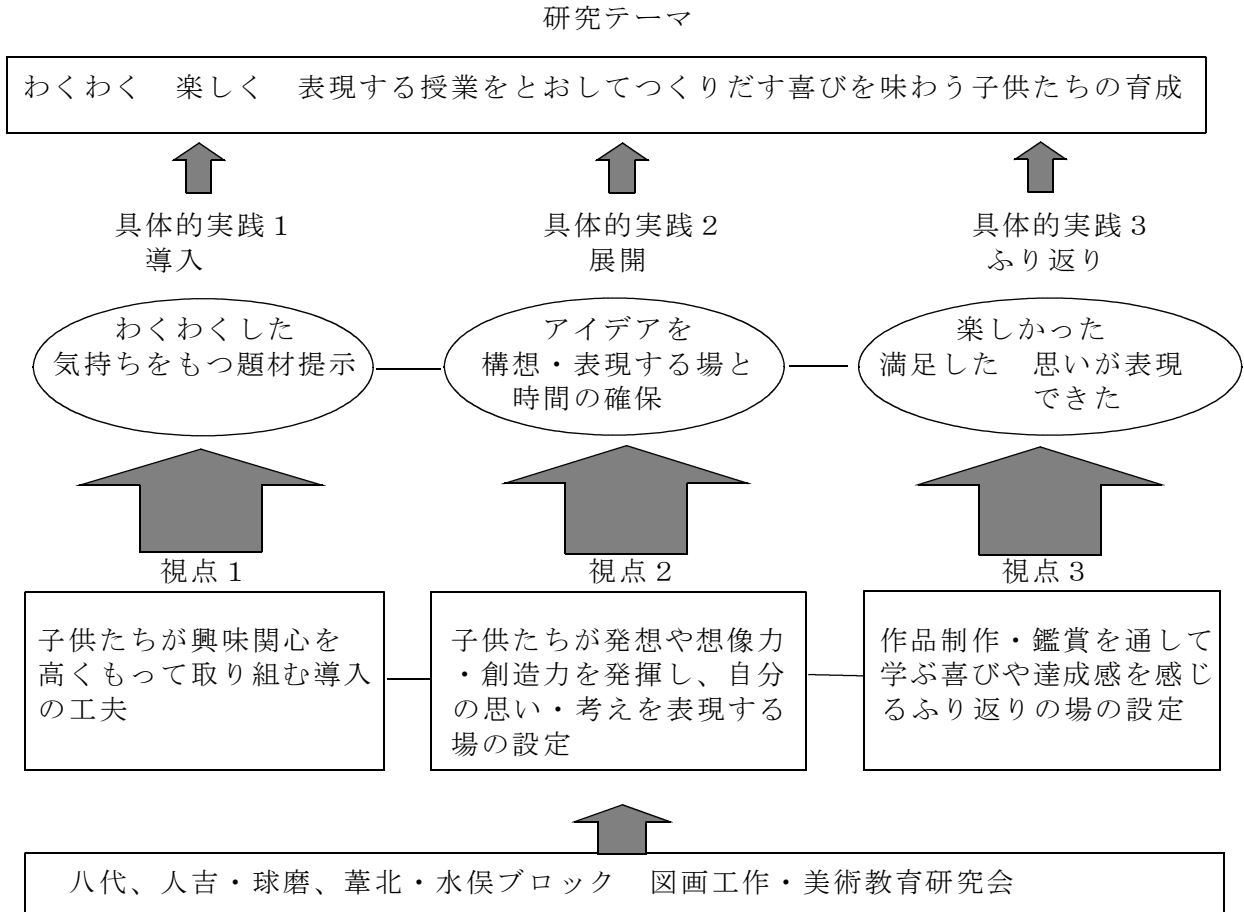 研究テーマ
わくわく　楽しく　表現する授業をとおしてつくりだす喜びを味わう子供たちの育成
具体的実践１
導入
具体的実践２
展開
具体的実践３
ふり返り
わくわくした
気持ちをもつ題材提示
アイデアを
構想・表現する場と
時間の確保
楽しかった
満足した　思いが表現
できた
視点１
視点２
視点３
子供たちが興味関心を
高くもって取り組む導入
の工夫
子供たちが発想や想像力
・創造力を発揮し、自分
の思い・考えを表現する
場の設定
作品制作・鑑賞を通して
学ぶ喜びや達成感を感じ
るふり返りの場の設定
八代、人吉・球磨、葦北・水俣ブロック　図画工作・美術教育研究会